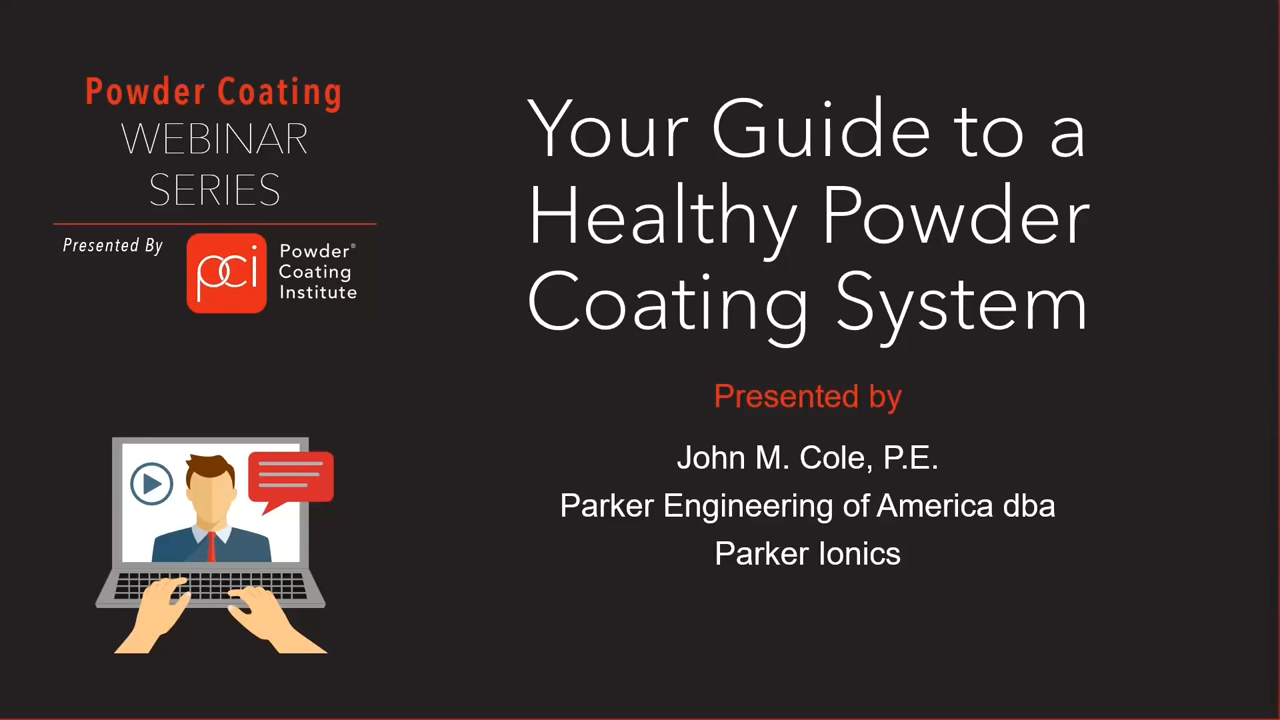 Powder Coating
WEBINAR
SERIES
Presented By
pci
Powder®
Coating
Institute
Your Guide to a
Healthy Powder
Coating System
Presented by
John M. Cole, P.E.
Parker Engineering of America dba
Parker Ionics